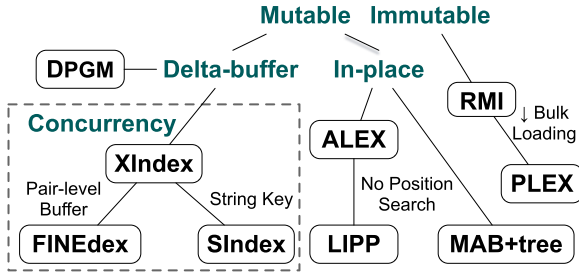 Mutable Immutable
DPGM
Delta-buffer
In-place
RMI
↓ Bulk
Loading
Concurrency
ALEX
XIndex
Pair-level
Buffer
String Key
No Position
Search
PLEX
FINEdex
SIndex
LIPP
MAB+tree